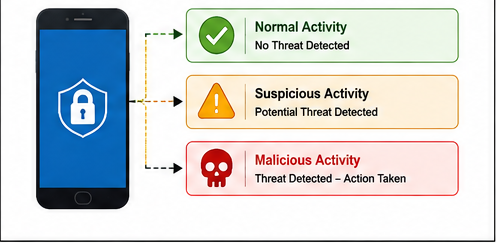 Normal Activity
No Threat Detected
Suspicious Activity
Potential Threat Detected
Malicious Activity
Threat Detected – Action Taken